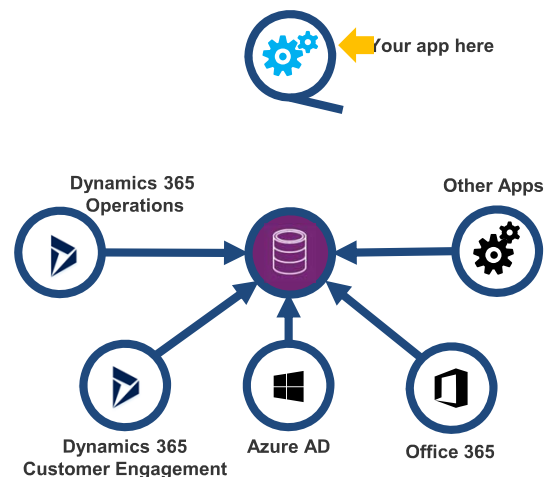 Your app here
Dynamics 365
Operations
Other Apps
Dynamics 365
Customer Engagement
Azure AD
Office 365